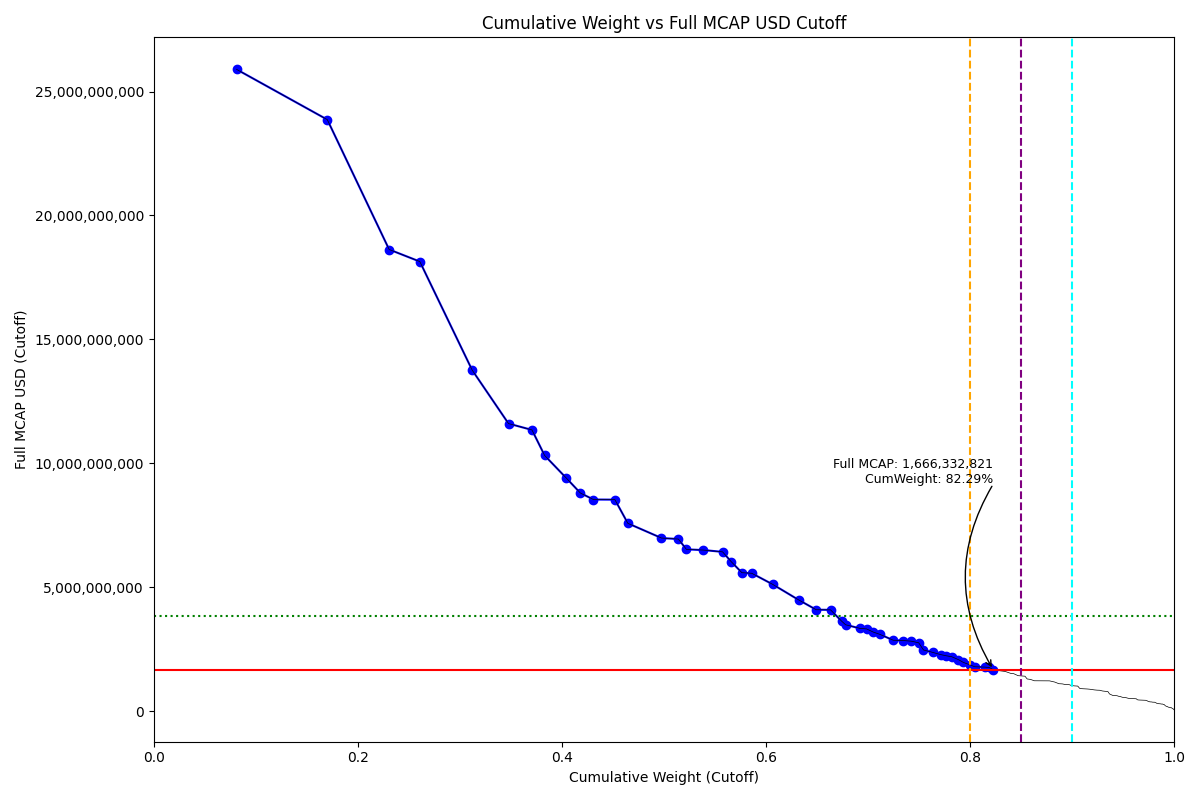 Cumulative Weight vs Full MCAP USD Cutoff
25,000,000,000
20,000,000,000
15,000,000,000
10,000,000,000
5,000,000,000
0
Full MCAP USD (Cutoff)
Full MCAP: 1,666,332,821
CumWeight: 82.29%
0.0 0.2 0.4 0.6 0.8 1.0
Cumulative Weight (Cutoff)